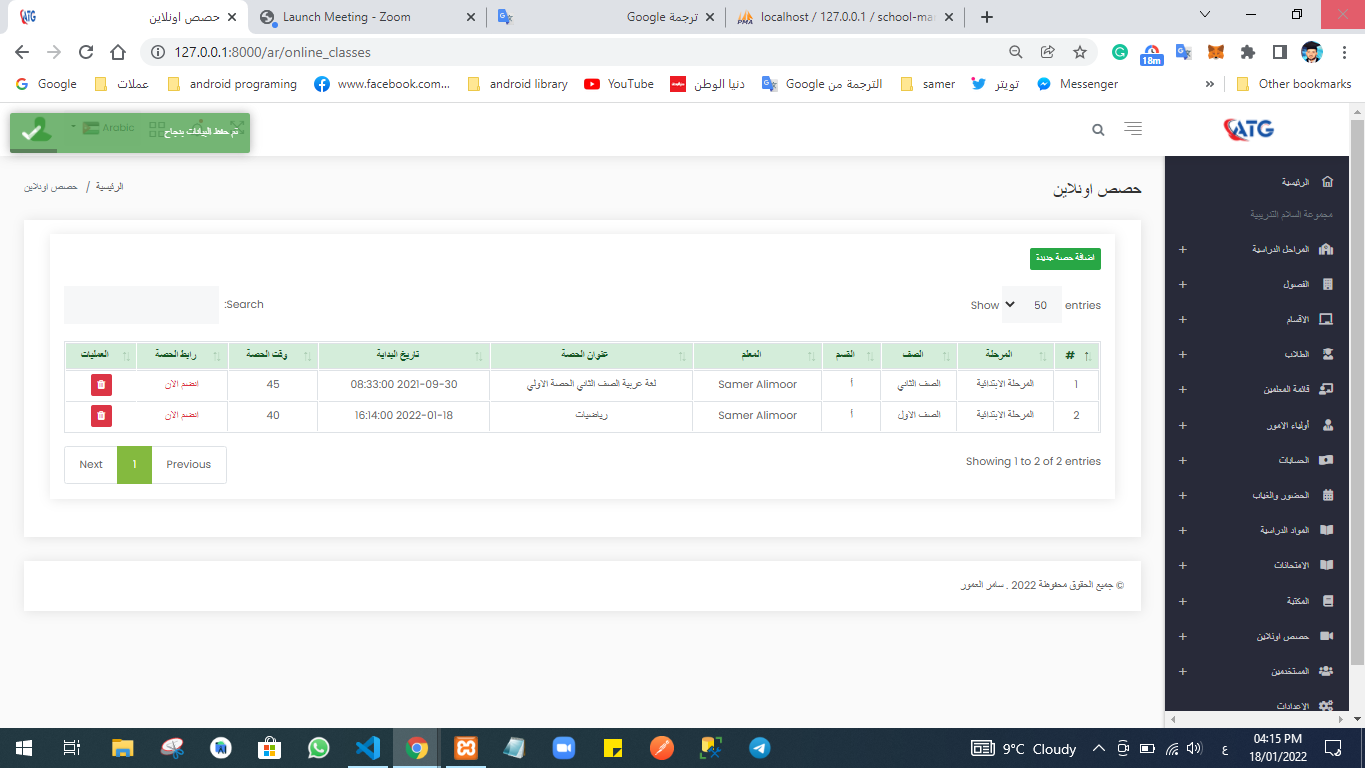 حصص اونلاين
Launch Meeting - Zoom
ترجمة Google
localhost / 127.0.0.1 / school-ma
127.0.0.1:8000/ar/online_classes
18m
Google
عملات
android programing
www.facebook.com...
android library
YouTube
دنيا الوطن
الترجمة من Google
samer
تويتر
Messenger
»
Other bookmarks
تم حفظ البيانات بنجاح
Arabic
ATG
حصص اونلاين
الرئيسية / حصص اونلاين
الرئيسية
مجموعة السلام التدريبية
المراحل الدراسية
الفصول
الاقسام
الطلاب
قائمة المعلمين
أولياء الامور
الحسابات
الحضور والغياب
المواد الدراسية
الامتحانات
المكتبة
حصص اونلاين
المستخدمين
الاعدادات
اضافة حصة جديدة
Show 50 entries
Search:
# المرحلة الصف القسم المعلم عنوان الحصة تاريخ البداية وقت الحصة رابط الحصة العمليات
1 المرحلة الابتدائية الصف الثاني أ Samer Alimoor لغة عربية الصف الثاني الحصة الاولي 2021-09-30 08:33:00 45 انضم الان
2 المرحلة الابتدائية الصف الاول أ Samer Alimoor رياضيات 2022-01-18 16:14:00 40 انضم الان
Showing 1 to 2 of 2 entries
Previous 1 Next
© جميع الحقوق محفوظة 2022 . سامر العمور
9°C Cloudy
ع
04:15 PM
18/01/2022